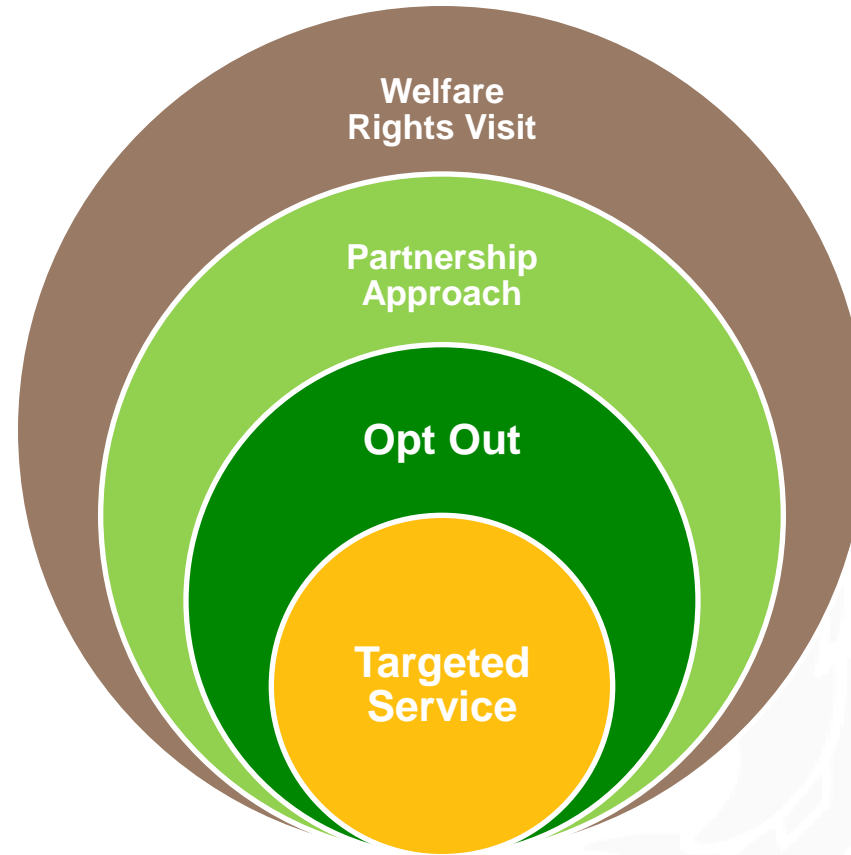 Welfare
Rights Visit
Partnership
Approach
Opt Out
Targeted
Service